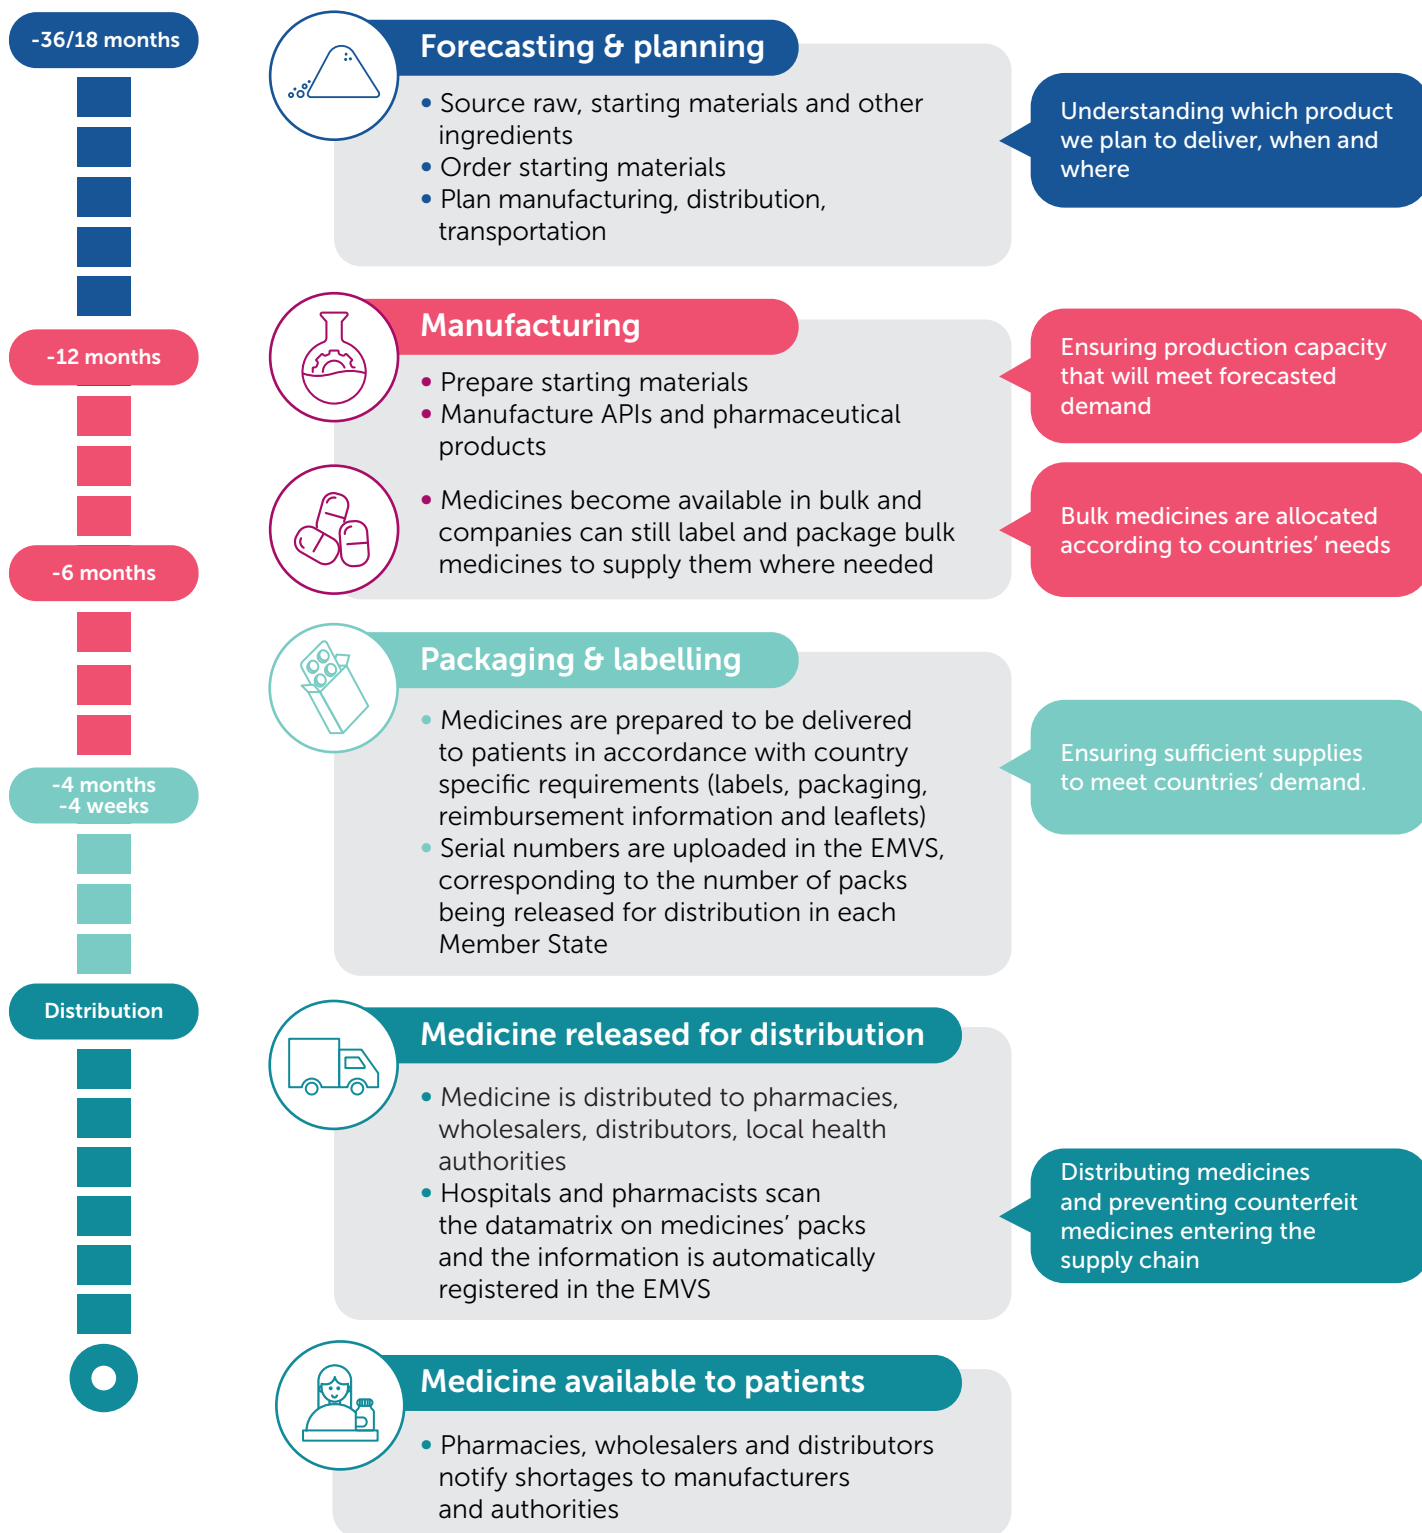 -36/18 months
Forecasting & planning
• Source raw, starting materials and other
ingredients
• Order starting materials
• Plan manufacturing, distribution,
transportation
Understanding which product
we plan to deliver, when and
where
-12 months
Manufacturing
• Prepare starting materials
• Manufacture APIs and pharmaceutical
products
Ensuring production capacity
that will meet forecasted
demand
• Medicines become available in bulk and
companies can still label and package bulk
medicines to supply them where needed
Bulk medicines are allocated
according to countries’ needs
-6 months
Packaging & labelling
• Medicines are prepared to be delivered
to patients in accordance with country
specific requirements (labels, packaging,
reimbursement information and leaflets)
• Serial numbers are uploaded in the EMVS,
corresponding to the number of packs
being released for distribution in each
Member State
Ensuring sufficient supplies
to meet countries’ demand.
-4 months
-4 weeks
Distribution
Medicine released for distribution
• Medicine is distributed to pharmacies,
wholesalers, distributors, local health
authorities
• Hospitals and pharmacists scan
the datamatrix on medicines’ packs
and the information is automatically
registered in the EMVS
Distributing medicines
and preventing counterfeit
medicines entering the
supply chain
Medicine available to patients
• Pharmacies, wholesalers and distributors
notify shortages to manufacturers
and authorities